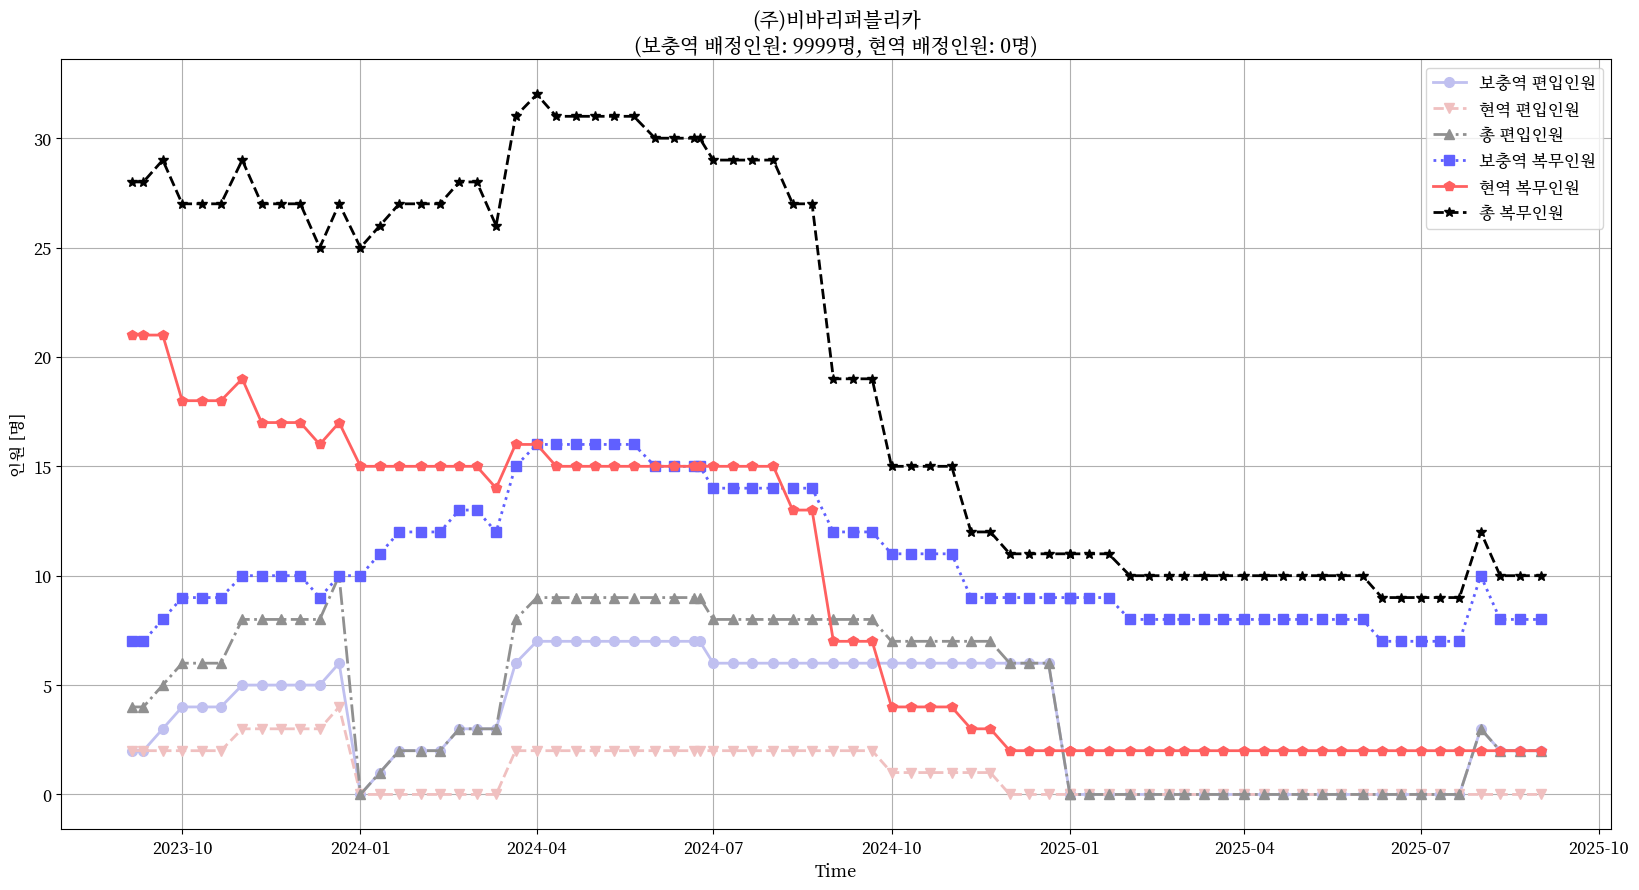 (주)비바리퍼블리카
(보충역 배정인원: 9999명, 현역 배정인원: 0명)
보충역 편입인원
현역 편입인원
총 편입인원
보충역 복무인원
현역 복무인원
총 복무인원
인원 [명]
30
25
20
15
10
5
0
2023-10
2024-01
2024-04
2024-07
2024-10
2025-01
2025-04
2025-07
2025-10
Time